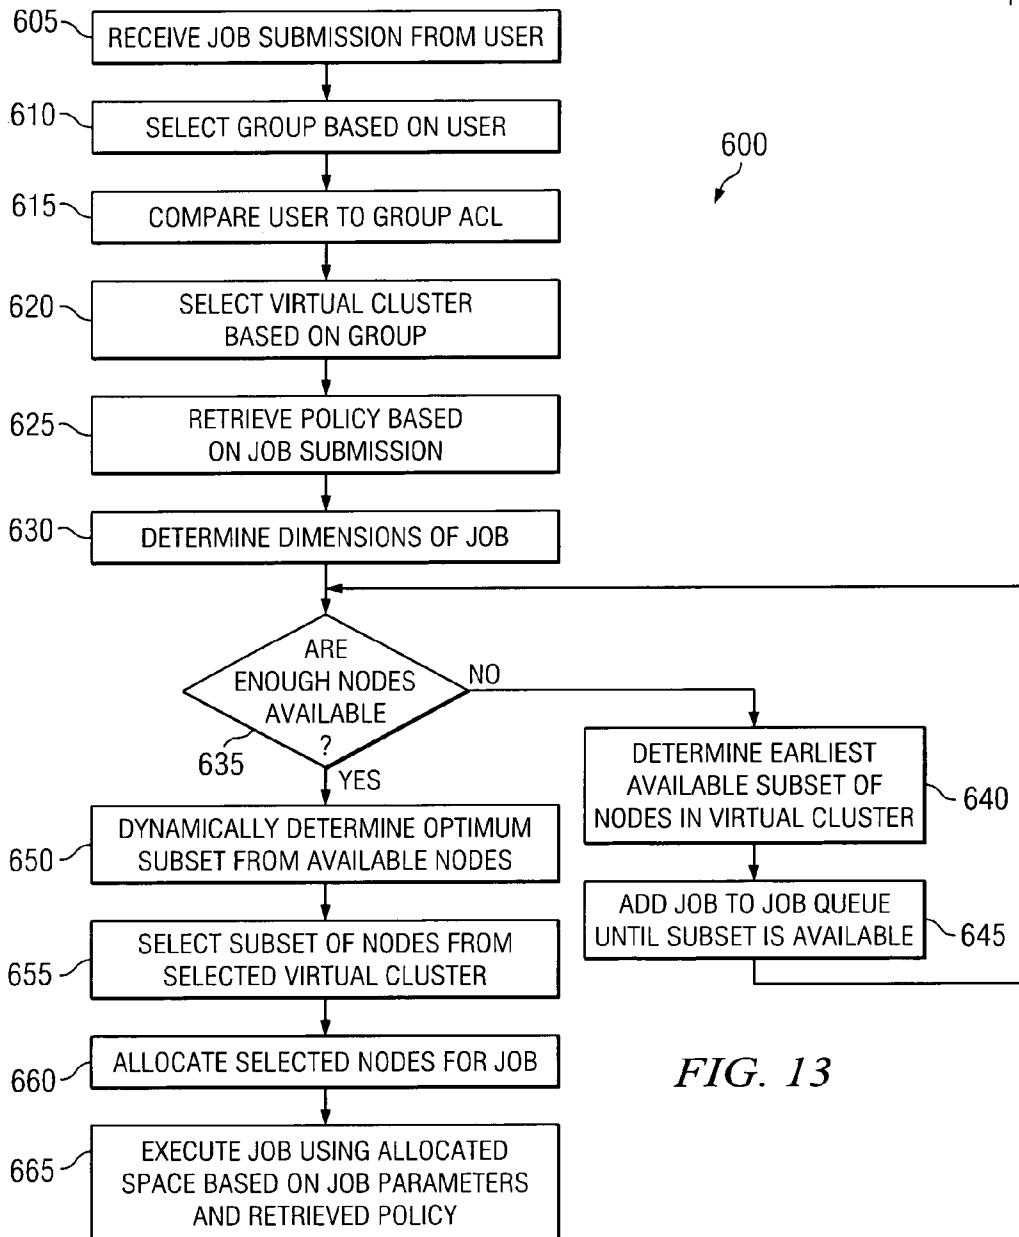 605
RECEIVE JOB SUBMISSION FROM USER
610
SELECT GROUP BASED ON USER
600
615
COMPARE USER TO GROUP ACL
620
SELECT VIRTUAL CLUSTER
BASED ON GROUP
625
RETRIEVE POLICY BASED
ON JOB SUBMISSION
630
DETERMINE DIMENSIONS OF JOB
ARE
ENOUGH NODES
AVAILABLE
?
635
NO
YES
DETERMINE EARLIEST
AVAILABLE SUBSET OF
NODES IN VIRTUAL CLUSTER
640
ADD JOB TO JOB QUEUE
UNTIL SUBSET IS AVAILABLE
645
650
DYNAMICALLY DETERMINE OPTIMUM
SUBSET FROM AVAILABLE NODES
655
SELECT SUBSET OF NODES FROM
SELECTED VIRTUAL CLUSTER
660
ALLOCATE SELECTED NODES FOR JOB
665
EXECUTE JOB USING ALLOCATED
SPACE BASED ON JOB PARAMETERS
AND RETRIEVED POLICY
FIG. 13